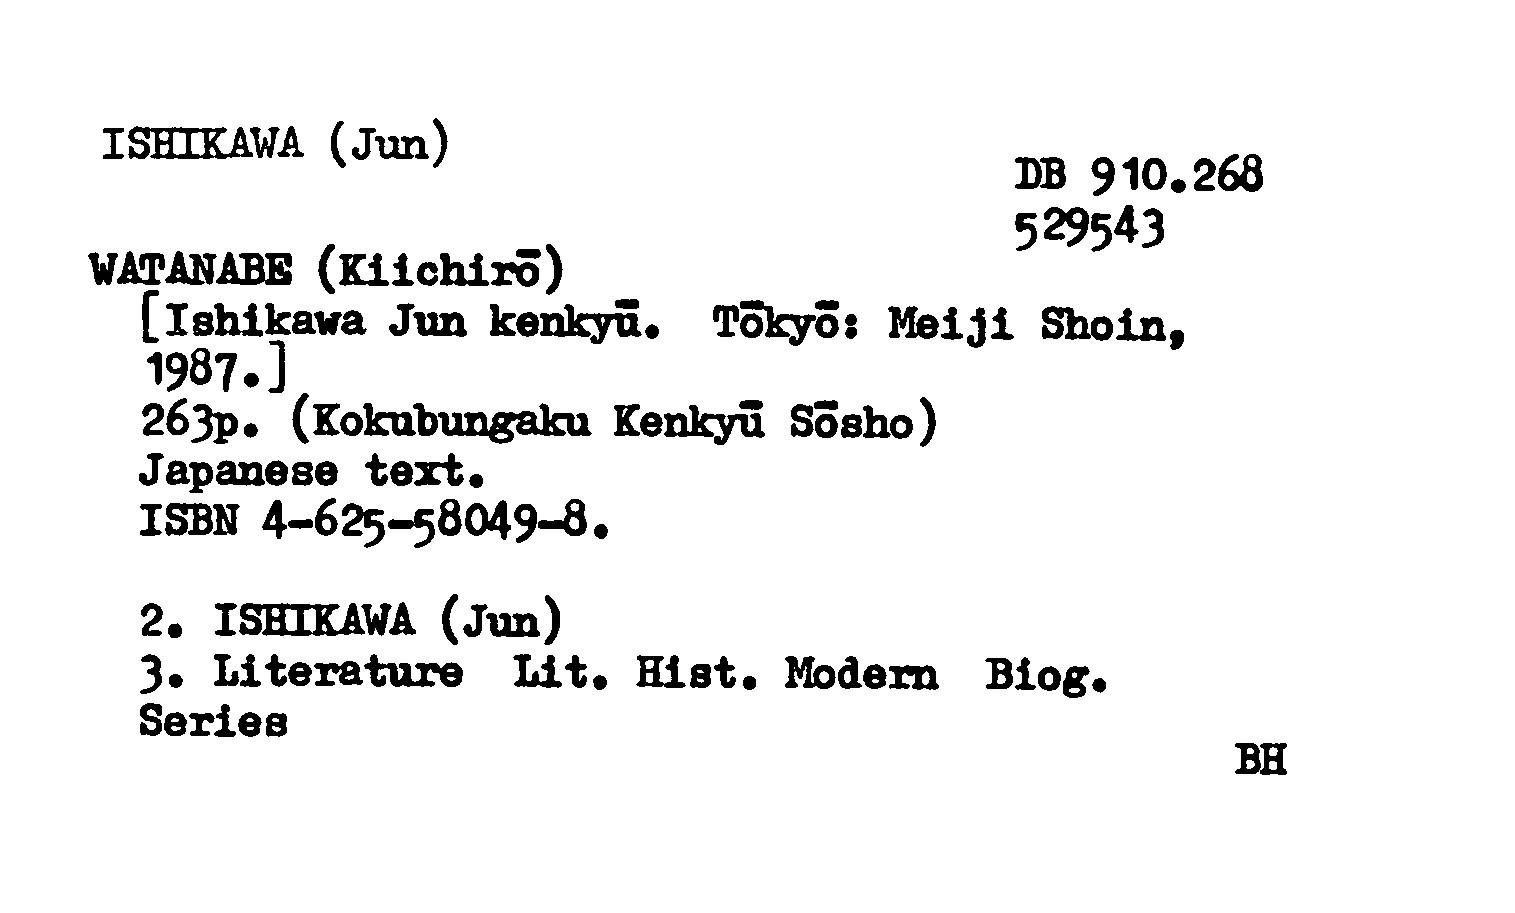 ISHIKAWA (Jun)
DB 910.268
529543
WATANABE (Kiichirō)
[Ishikawa Jun kenkyū. Tōkyō: Meiji Shoin,
1987.]
263p. (Kokubungaku Kenkyū Sōsho)
Japanese text.
ISBN 4-625-58049-8.
2. ISHIKAWA (Jun)
3. Literature Lit. Hist. Modern Biog.
Series
BH